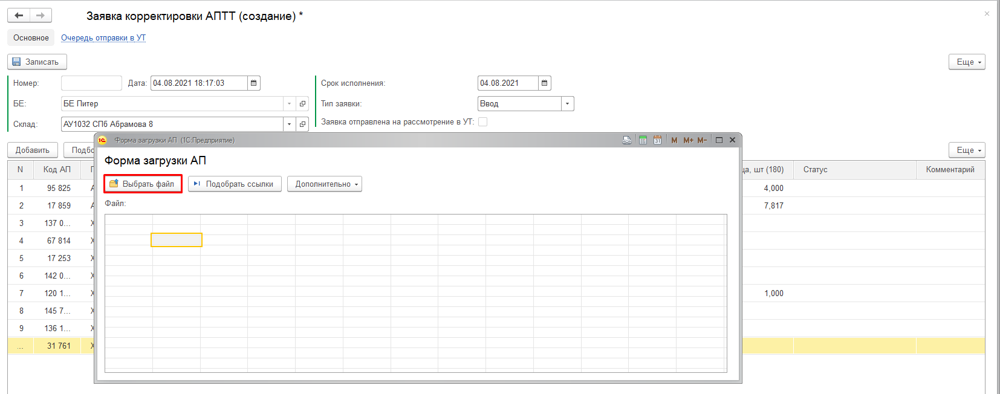 Заявка корректировки АПТТ (создание) *
Основное Очередь отправки в УТ
Записать Еще
Номер: Дата: 04.08.2021 18:17:03 Срок исполнения: 04.08.2021
БЕ: БЕ Питер Тип заявки: Ввод
Склад: АУ1032 СПб Абрамова 8 Заявка отправлена на рассмотрение в УТ:
Добавить Подбо Еще
1С Форма загрузки АП (1С:Предприятие) 31 M M+ M-
Форма загрузки АП
Выбрать файл Подобрать ссылки Дополнительно
Файл:
N Код АП ца, шт (180) Статус Комментарий
1 95 825 4,000
2 17 859 7,817
3 137 0... Х
4 67 814 Х
5 17 253 Х
6 142 0... Х
7 120 1... Х 1,000
8 145 7... Х
9 136 1... Х
... 31 761 Х